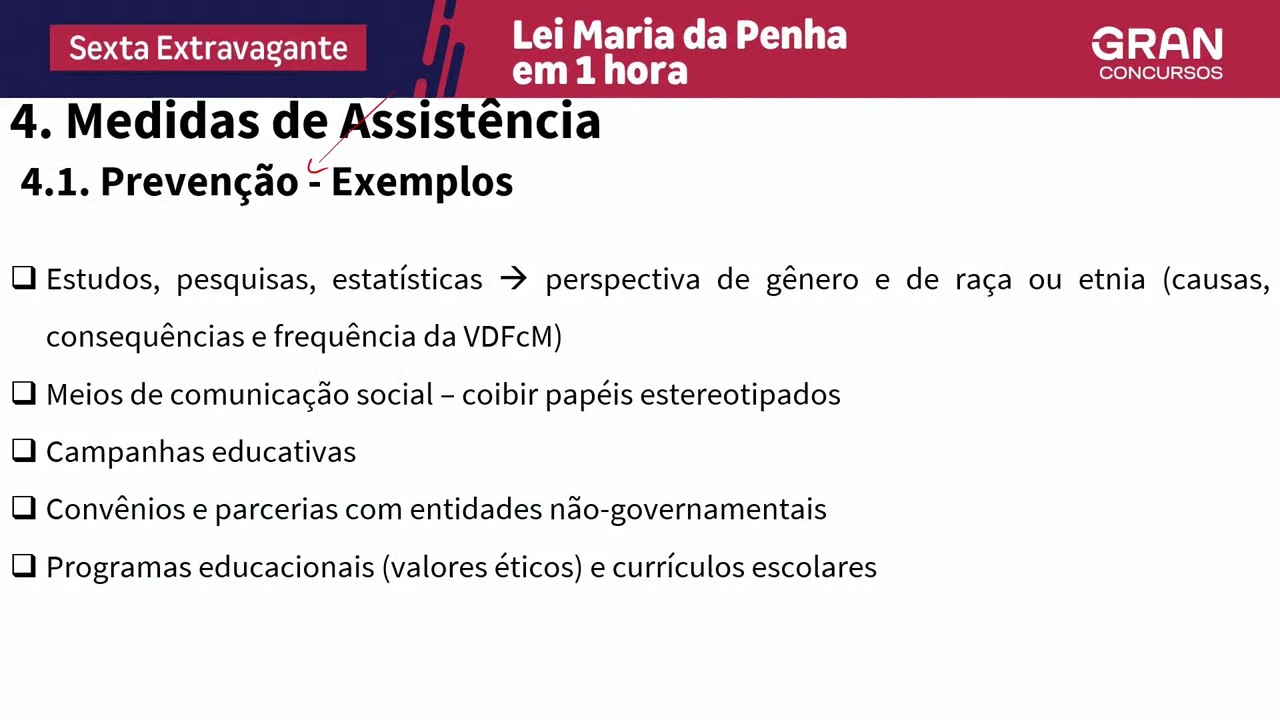 Sexta Extravagante
Lei Maria da Penha
em 1 hora
GRAN
CONCURSOS
4. Medidas de Assistência
4.1. Prevenção - Exemplos
❑ Estudos, pesquisas, estatísticas → perspectiva de gênero e de raça ou etnia (causas,
consequências e frequência da VDFcM)
❑ Meios de comunicação social – coibir papéis estereotipados
❑ Campanhas educativas
❑ Convênios e parcerias com entidades não-governamentais
❑ Programas educacionais (valores éticos) e currículos escolares